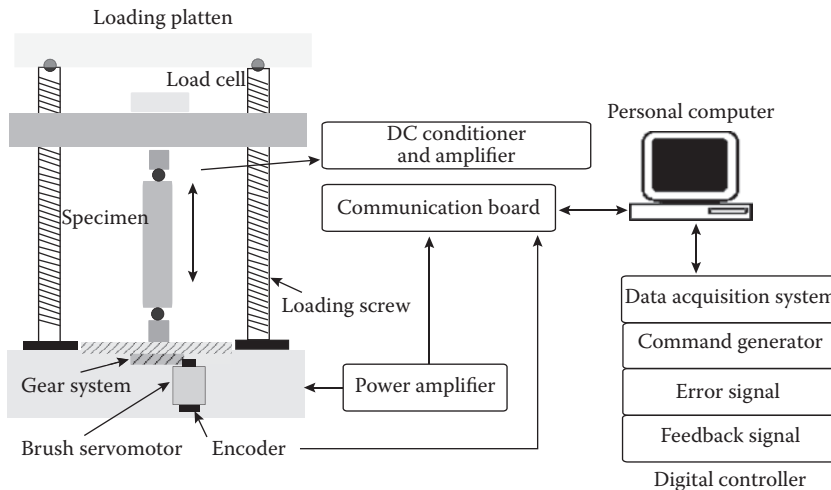 Loading platten
Load cell
Personal computer
DC conditioner
and amplifier
Specimen
Communication board
Loading screw
Data acquisition system
Command generator
Gear system
Power amplifier
Error signal
Brush servomotor
Encoder
Feedback signal
Digital controller